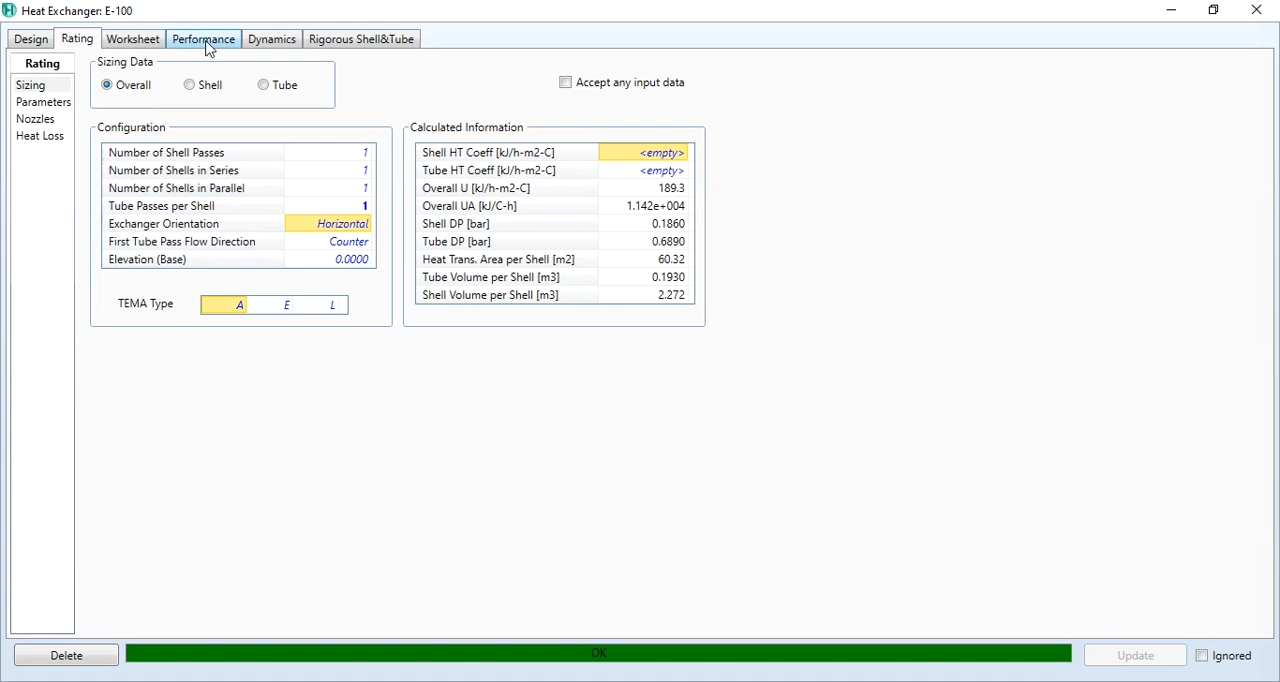 Heat Exchanger: E-100
Design Rating Worksheet Performance Dynamics Rigorous Shell&Tube
Rating
Sizing
Parameters
Nozzles
Heat Loss
Sizing Data
Overall Shell Tube
Accept any input data
Configuration
Number of Shell Passes 1
Number of Shells in Series 1
Number of Shells in Parallel 1
Tube Passes per Shell 1
Exchanger Orientation Horizontal
First Tube Pass Flow Direction Counter
Elevation (Base) 0.0000
TEMA Type A E L
Calculated Information
Shell HT Coeff [kJ/h-m2-C] <empty>
Tube HT Coeff [kJ/h-m2-C] <empty>
Overall U [kJ/h-m2-C] 189.3
Overall UA [kJ/C-h] 1.142e+004
Shell DP [bar] 0.1860
Tube DP [bar] 0.6890
Heat Trans. Area per Shell [m2] 60.32
Tube Volume per Shell [m3] 0.1930
Shell Volume per Shell [m3] 2.272
Delete OK Update Ignored